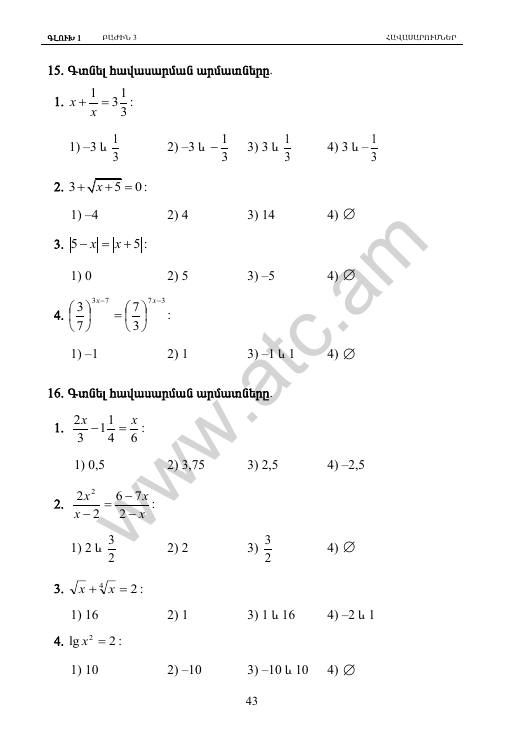 ԳԼՈՒԽ 1 ԲԱԺԻՆ 3 ՀԱՎԱՍԱՐՈՒՄՆԵՐ
15. Գտնել հավասարման արմատները.
1. x + 1/x = 3 1/3 :
1) –3 և 1/3 2) –3 և – 1/3 3) 3 և 1/3 4) 3 և – 1/3
2. 3 + √(x + 5) = 0 :
1) –4 2) 4 3) 14 4) ∅
3. |5 – x| = |x + 5| :
1) 0 2) 5 3) –5 4) ∅
4. (3/7)^(3x–7) = (7/3)^(7x–3) :
1) –1 2) 1 3) –1 և 1 4) ∅
16. Գտնել հավասարման արմատները.
1. 2x/3 – 1 1/4 = x/6 :
1) 0,5 2) 3,75 3) 2,5 4) –2,5
2. 2x²/(x – 2) = (6 – 7x)/(2 – x) :
1) 2 և 3/2 2) 2 3) 3/2 4) ∅
3. √x + ⁴√x = 2 :
1) 16 2) 1 3) 1 և 16 4) –2 և 1
4. lg x² = 2 :
1) 10 2) –10 3) –10 և 10 4) ∅
43
www.atc.am